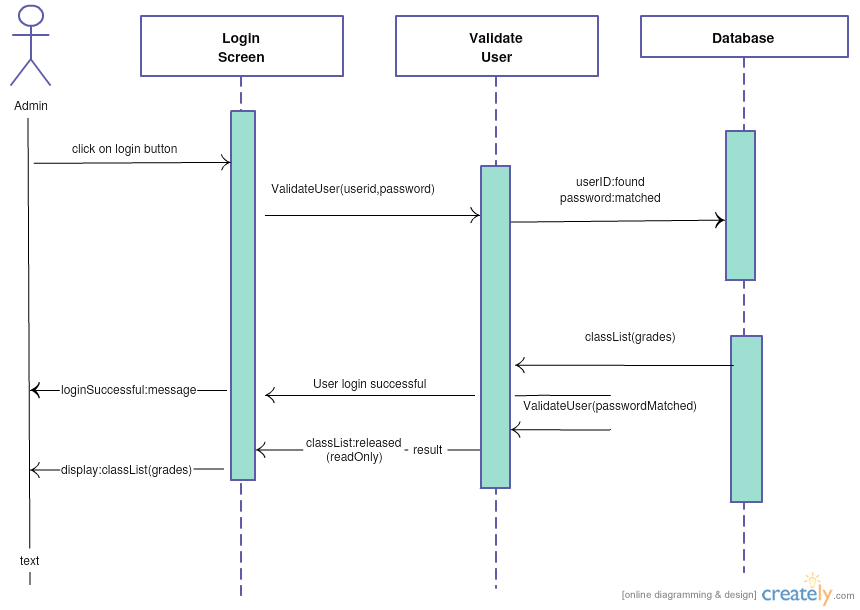 Login
Screen
Validate
User
Database
Admin
click on login button
ValidateUser(userid,password)
userID:found
password:matched
classList(grades)
User login successful
loginSuccessful:message
ValidateUser(passwordMatched)
classList:released
(readOnly)
result
display:classList(grades)
text
[online diagramming & design] creately.com